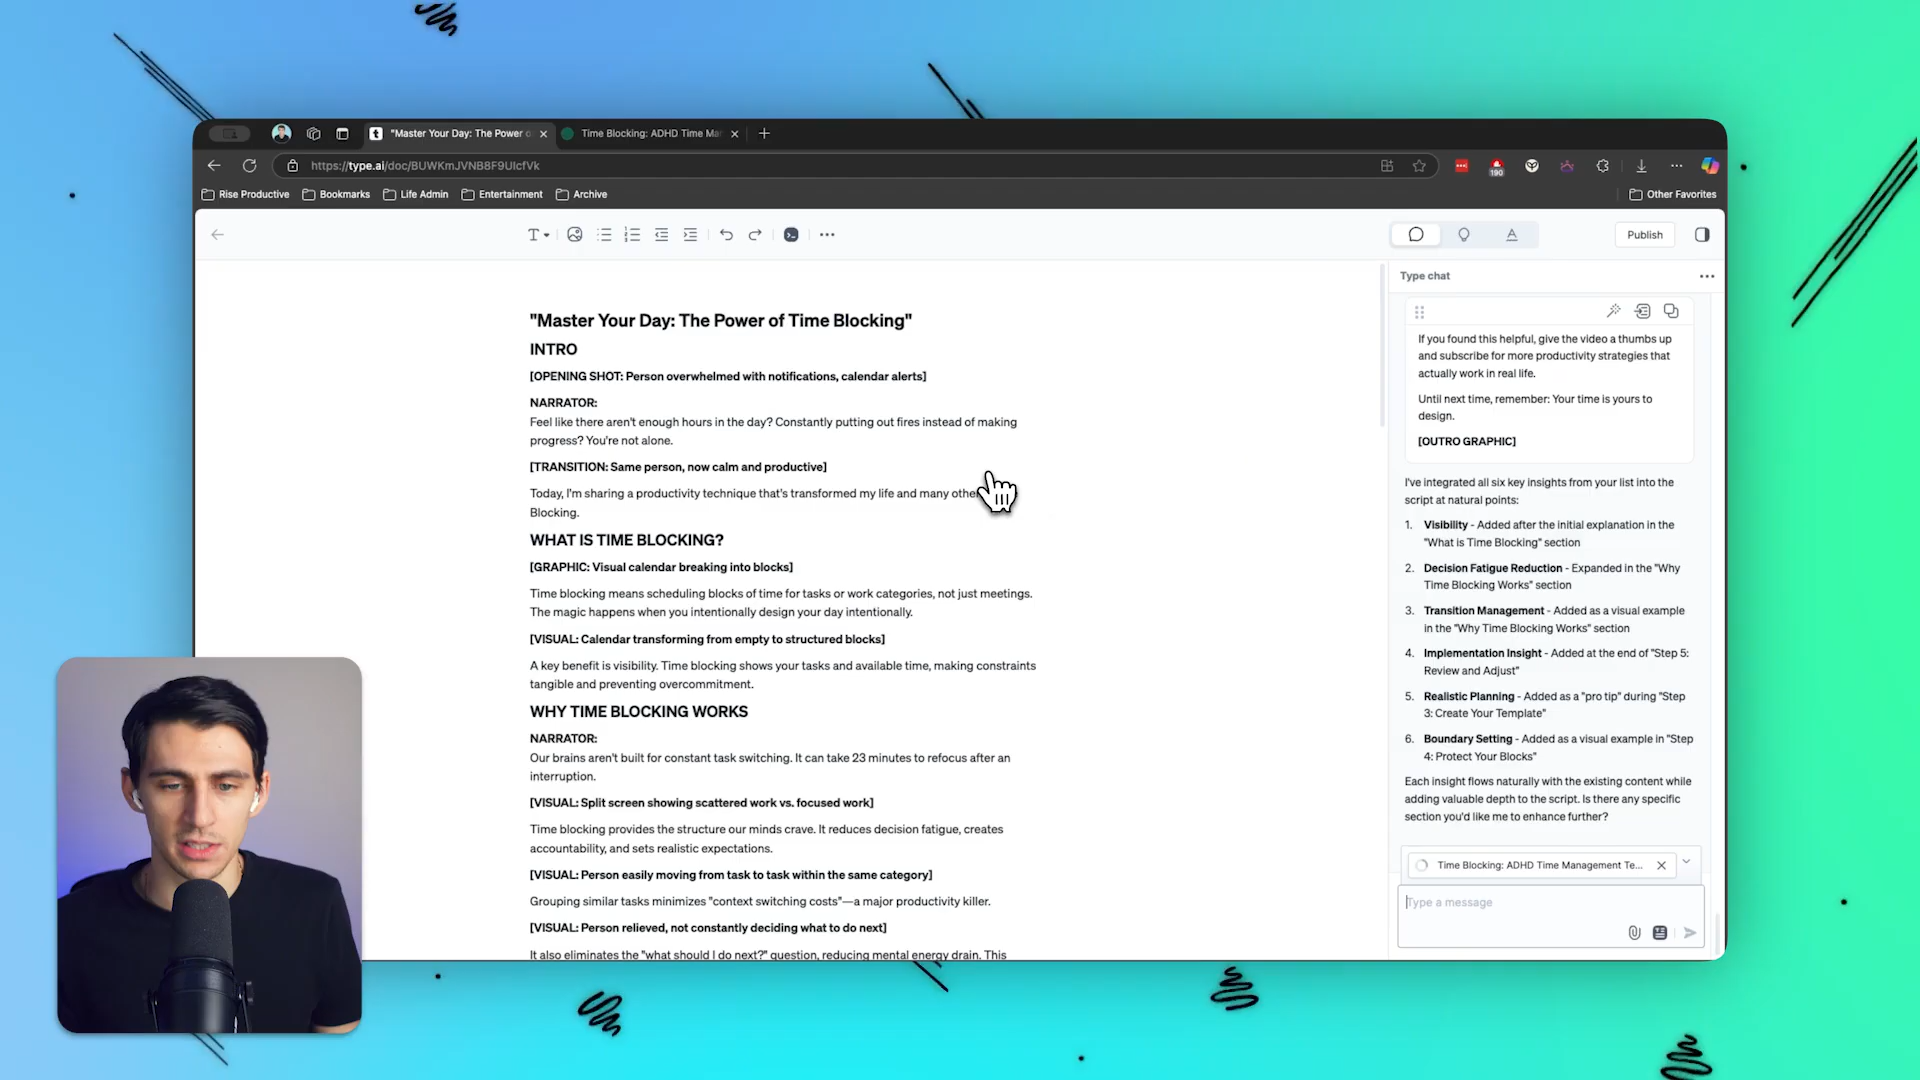 "Master Your Day: The Power o
Time Blocking: ADHD Time Mar
https://type.ai/doc/BUWKmJVNB8F9UIcfVk
190
Rise Productive
Bookmarks
Life Admin
Entertainment
Archive
Other Favorites
Publish
"Master Your Day: The Power of Time Blocking"
INTRO
[OPENING SHOT: Person overwhelmed with notifications, calendar alerts]
NARRATOR:
Feel like there aren't enough hours in the day? Constantly putting out fires instead of making
progress? You're not alone.
[TRANSITION: Same person, now calm and productive]
Today, I'm sharing a productivity technique that's transformed my life and many othe
Blocking.
WHAT IS TIME BLOCKING?
[GRAPHIC: Visual calendar breaking into blocks]
Time blocking means scheduling blocks of time for tasks or work categories, not just meetings.
The magic happens when you intentionally design your day intentionally.
[VISUAL: Calendar transforming from empty to structured blocks]
A key benefit is visibility. Time blocking shows your tasks and available time, making constraints
tangible and preventing overcommitment.
WHY TIME BLOCKING WORKS
NARRATOR:
Our brains aren't built for constant task switching. It can take 23 minutes to refocus after an
interruption.
[VISUAL: Split screen showing scattered work vs. focused work]
Time blocking provides the structure our minds crave. It reduces decision fatigue, creates
accountability, and sets realistic expectations.
[VISUAL: Person easily moving from task to task within the same category]
Grouping similar tasks minimizes "context switching costs"—a major productivity killer.
[VISUAL: Person relieved, not constantly deciding what to do next]
It also eliminates the "what should I do next?" question, reducing mental energy drain. This
Type chat
If you found this helpful, give the video a thumbs up
and subscribe for more productivity strategies that
actually work in real life.
Until next time, remember: Your time is yours to
design.
[OUTRO GRAPHIC]
I've integrated all six key insights from your list into the
script at natural points:
1. Visibility - Added after the initial explanation in the
"What is Time Blocking" section
2. Decision Fatigue Reduction - Expanded in the "Why
Time Blocking Works" section
3. Transition Management - Added as a visual example
in the "Why Time Blocking Works" section
4. Implementation Insight - Added at the end of "Step 5:
Review and Adjust"
5. Realistic Planning - Added as a "pro tip" during "Step
3: Create Your Template"
6. Boundary Setting - Added as a visual example in "Step
4: Protect Your Blocks"
Each insight flows naturally with the existing content while
adding valuable depth to the script. Is there any specific
section you'd like me to enhance further?
Time Blocking: ADHD Time Management Te...
Type a message